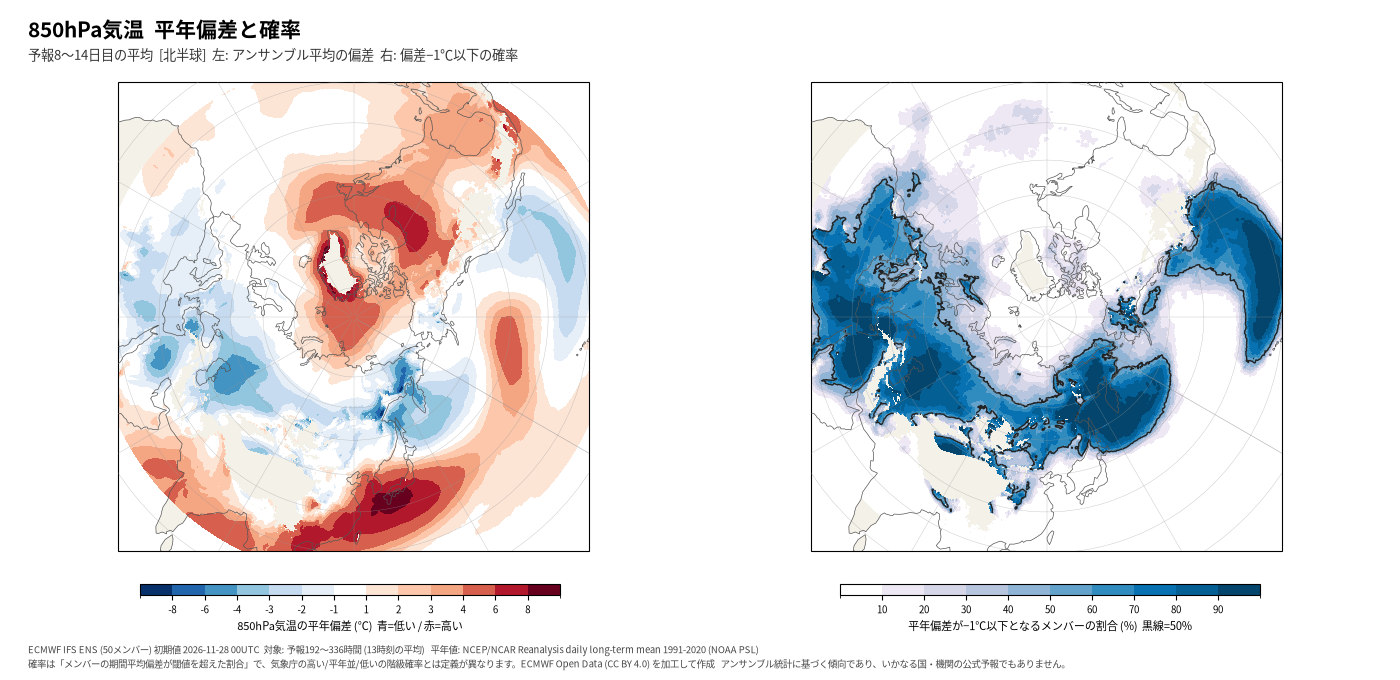 850hPa気温 平年偏差と確率
予報8〜14日目の平均 [北半球] 左: アンサンブル平均の偏差 右: 偏差−1℃以下の確率
-8 -6 -4 -3 -2 -1 1 2 3 4 6 8
850hPa気温の平年偏差 (℃) 青=低い / 赤=高い
10 20 30 40 50 60 70 80 90
平年偏差が−1℃以下となるメンバーの割合 (%) 黒線=50%
ECMWF IFS ENS (50メンバー) 初期値 2026-11-28 00UTC 対象: 予報192〜336時間 (13時刻の平均) 平年値: NCEP/NCAR Reanalysis daily long-term mean 1991-2020 (NOAA PSL)
確率は「メンバーの期間平均偏差が閾値を超えた割合」で、気象庁の高い/平年並/低いの階級確率とは定義が異なります。ECMWF Open Data (CC BY 4.0) を加工して作成 アンサンブル統計に基づく傾向であり、いかなる国・機関の公式予報でもありません。